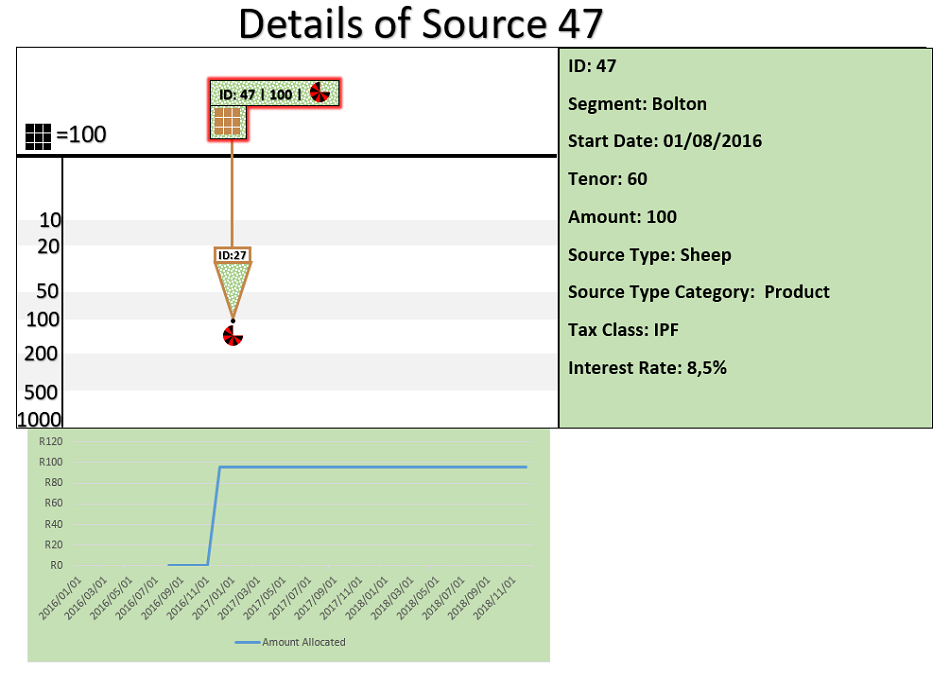 Details of Source 47
ID: 47 | 100 |
=100
10
20
50
100
200
500
1000
ID:27
ID: 47
Segment: Bolton
Start Date: 01/08/2016
Tenor: 60
Amount: 100
Source Type: Sheep
Source Type Category:  Product
Tax Class: IPF
Interest Rate: 8,5%
R120
R100
R80
R60
R40
R20
R0
2016/01/01
2016/03/01
2016/05/01
2016/07/01
2016/09/01
2016/11/01
2017/01/01
2017/03/01
2017/05/01
2017/07/01
2017/09/01
2017/11/01
2018/01/01
2018/03/01
2018/05/01
2018/07/01
2018/09/01
2018/11/01
Amount Allocated